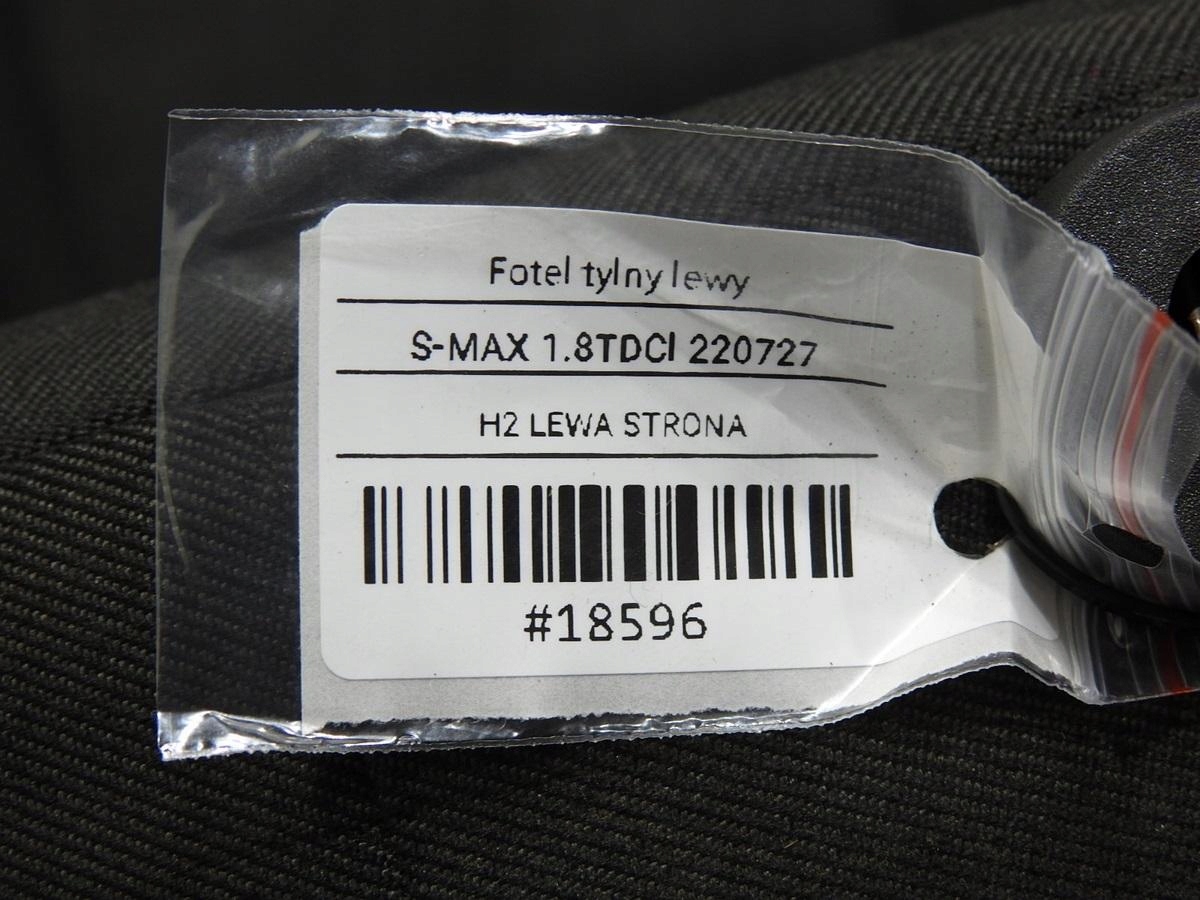 Fotel tylny lewy
S-MAX 1.8TDCI 220727
H2 LEWA STRONA
#18596